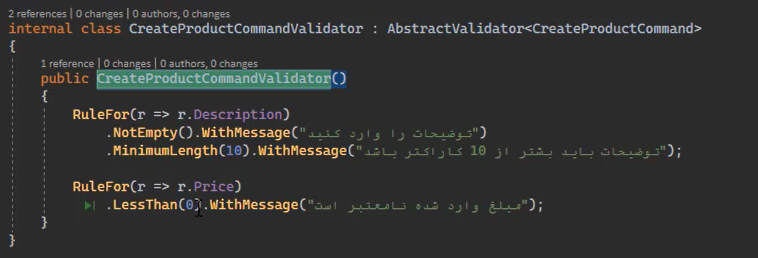 2 references | 0 changes | 0 authors, 0 changes
internal class CreateProductCommandValidator : AbstractValidator<CreateProductCommand>
{
1 reference | 0 changes | 0 authors, 0 changes
public CreateProductCommandValidator()
{
RuleFor(r => r.Description)
.NotEmpty().WithMessage("توضیحات را وارد کنید")
.MinimumLength(10).WithMessage("توضیحات باید بشتر از 10 کاراکتر باشد");
RuleFor(r => r.Price)
.LessThan(0).WithMessage("مبلغ وارد شده نامعتبر است");
}
}